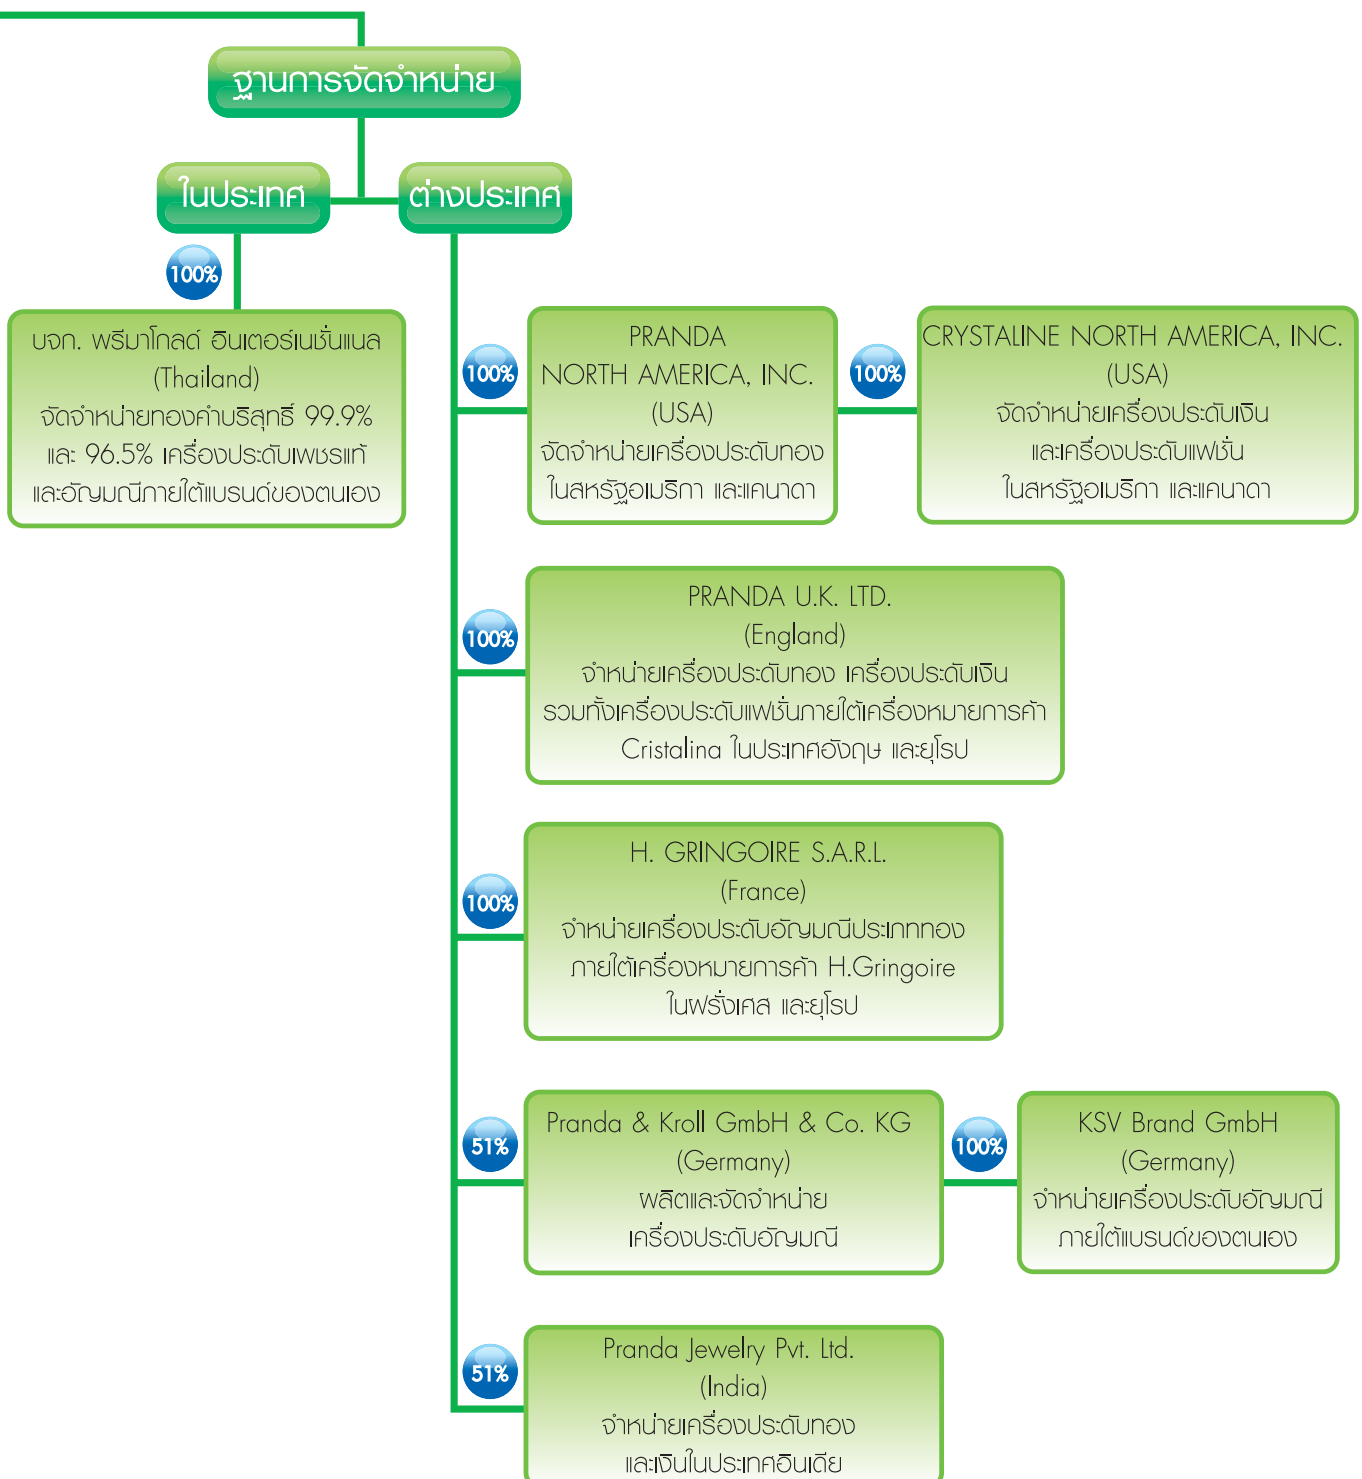 ฐานการจัดจำหน่าย
ในประเทศ
ต่างประเทศ
100%
บจก. พรีมาโกลด์ อินเตอร์เนชั่นแนล
(Thailand)
จัดจำหน่ายทองคำบริสุทธิ์ 99.9%
และ 96.5% เครื่องประดับเพชรแท้
และอัญมณีภายใต้แบรนด์ของตนเอง
100%
PRANDA
NORTH AMERICA, INC.
(USA)
จัดจำหน่ายเครื่องประดับทอง
ในสหรัฐอเมริกา และแคนาดา
100%
CRYSTALINE NORTH AMERICA, INC.
(USA)
จัดจำหน่ายเครื่องประดับเงิน
และเครื่องประดับแฟชั่น
ในสหรัฐอเมริกา และแคนาดา
100%
PRANDA U.K. LTD.
(England)
จำหน่ายเครื่องประดับทอง เครื่องประดับเงิน
รวมทั้งเครื่องประดับแฟชั่นภายใต้เครื่องหมายการค้า
Cristalina ในประเทศอังกฤษ และยุโรป
100%
H. GRINGOIRE S.A.R.L.
(France)
จำหน่ายเครื่องประดับอัญมณีประเภททอง
ภายใต้เครื่องหมายการค้า H.Gringoire
ในฝรั่งเศส และยุโรป
51%
Pranda & Kroll GmbH & Co. KG
(Germany)
ผลิตและจัดจำหน่าย
เครื่องประดับอัญมณี
100%
KSV Brand GmbH
(Germany)
จำหน่ายเครื่องประดับอัญมณี
ภายใต้แบรนด์ของตนเอง
51%
Pranda Jewelry Pvt. Ltd.
(India)
จำหน่ายเครื่องประดับทอง
และเงินในประเทศอินเดีย